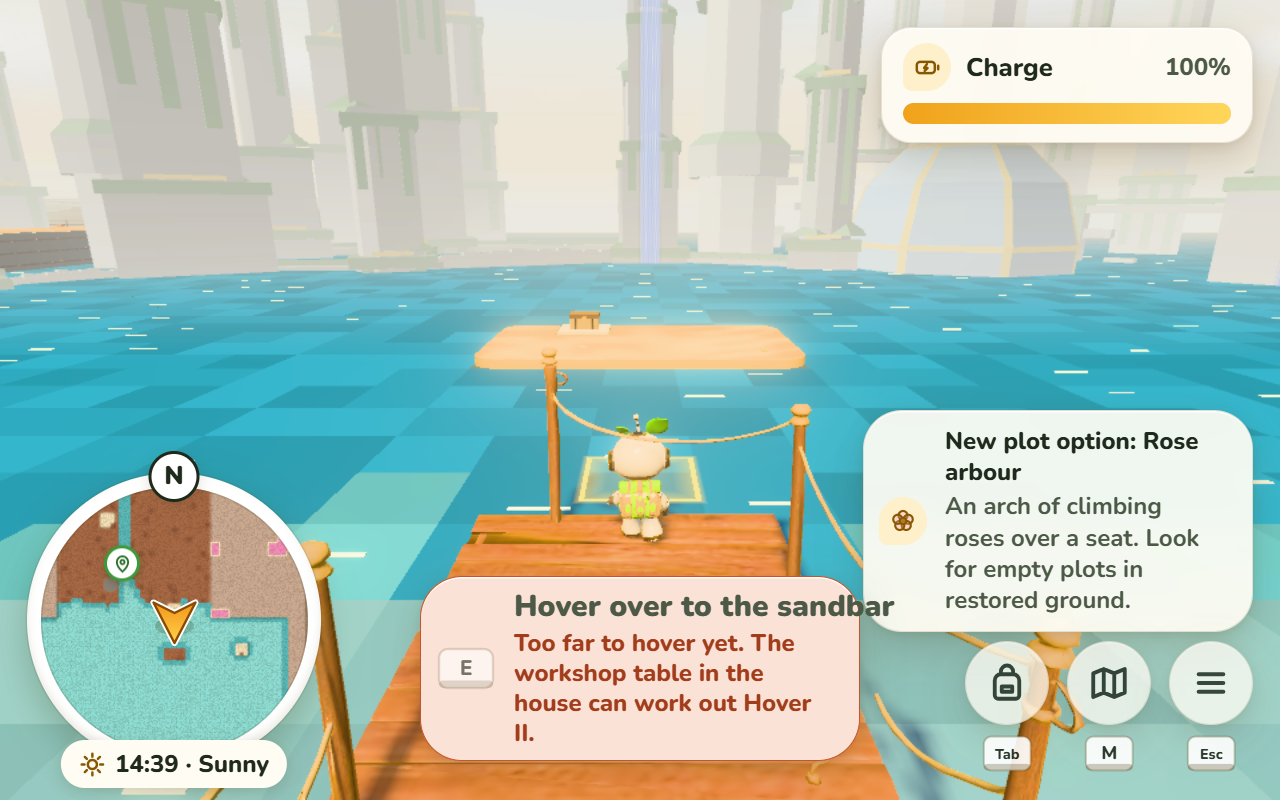 Charge 100%
New plot option: Rose
arbour
An arch of climbing
roses over a seat. Look
for empty plots in
restored ground.
N
Hover over to the sandbar
E
Too far to hover yet. The
workshop table in the
house can work out Hover
II.
14:39 · Sunny
Tab
M
Esc